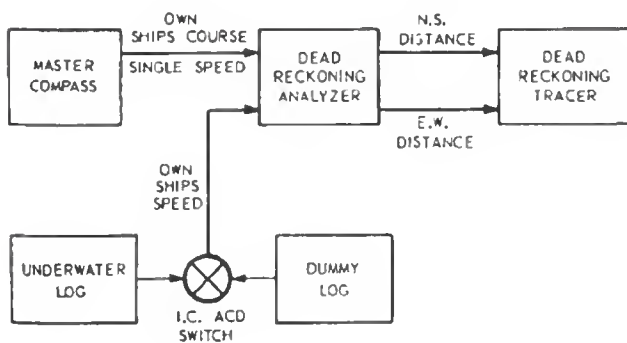 OWN
SHIPS COURSE
SINGLE SPEED
N.S.
DISTANCE
MASTER
COMPASS
DEAD
RECKONING
ANALYZER
DEAD
RECKONING
TRACER
E.W.
DISTANCE
OWN
SHIPS
SPEED
UNDERWATER
LOG
DUMMY
LOG
I.C. ACD
SWITCH